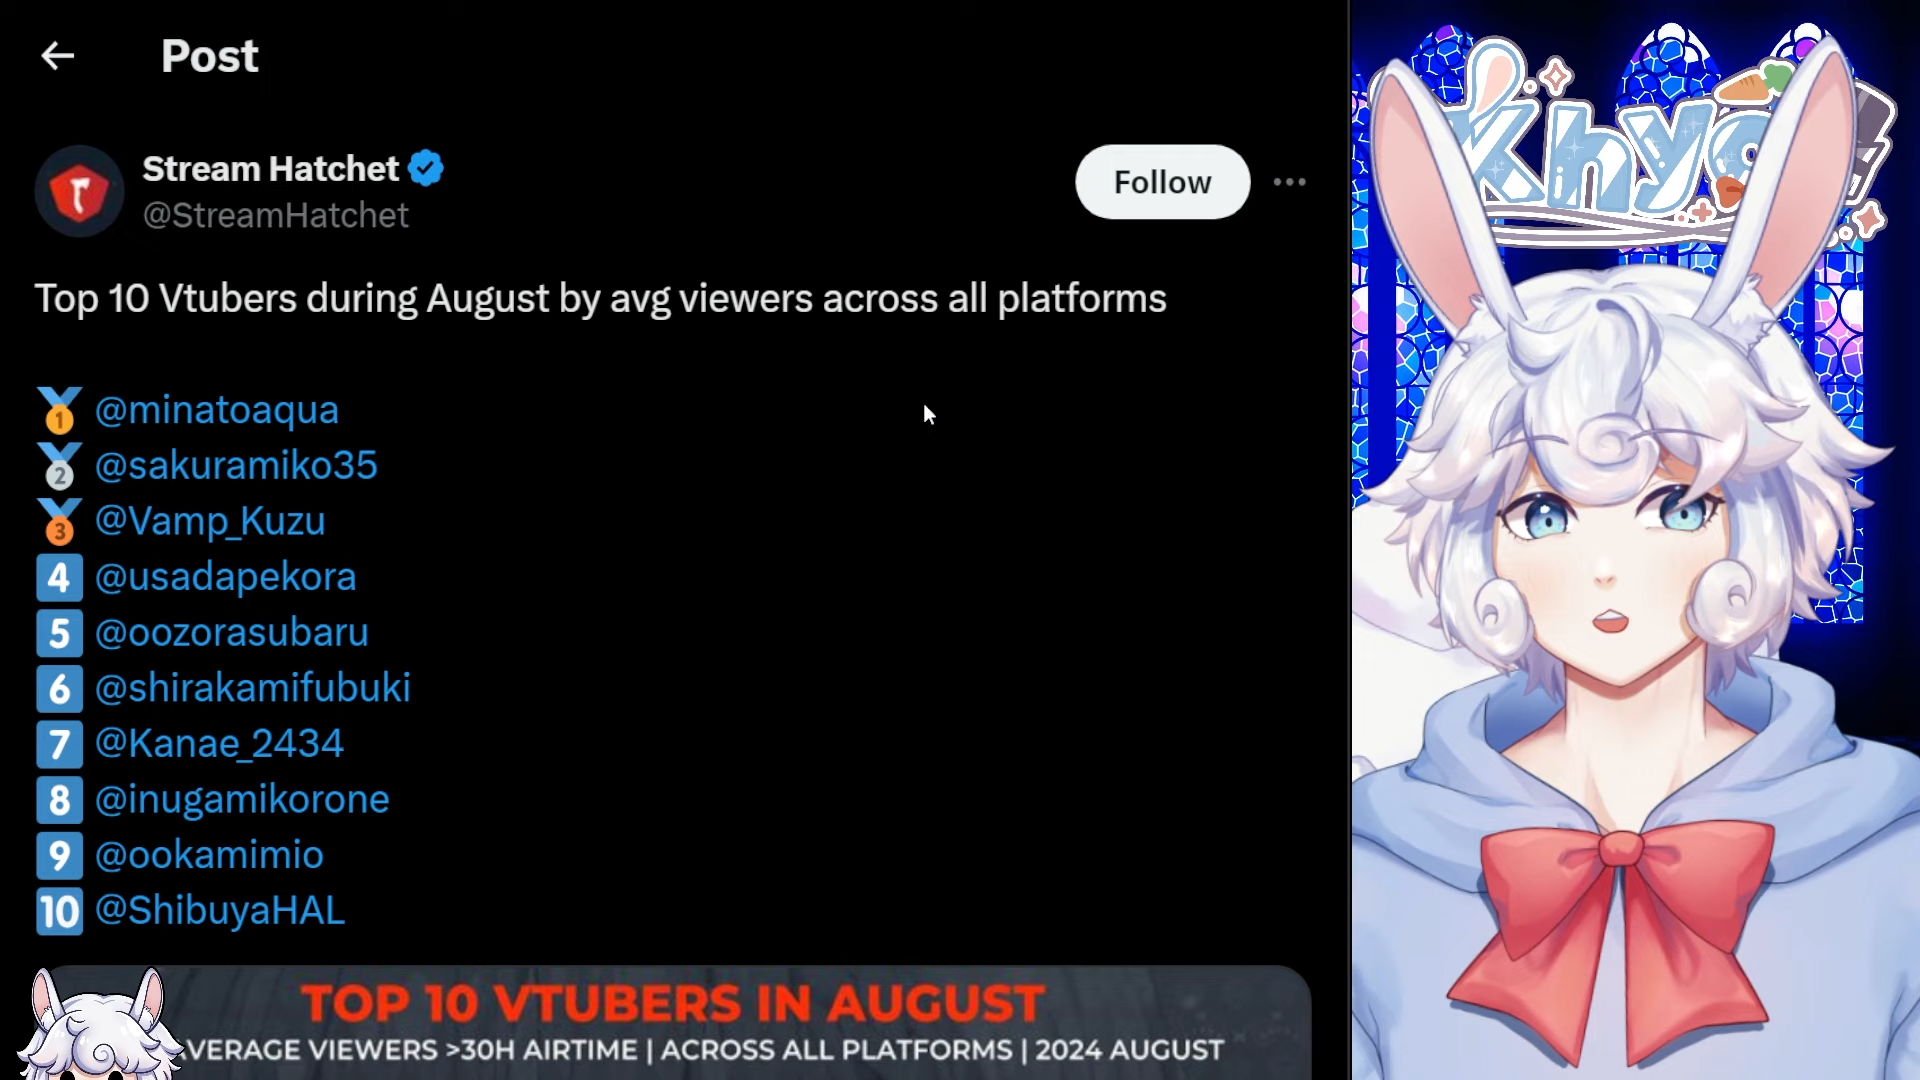 Post
Stream Hatchet
@StreamHatchet
Follow
Top 10 Vtubers during August by avg viewers across all platforms
1 @minatoaqua
2 @sakuramiko35
3 @Vamp_Kuzu
4 @usadapekora
5 @oozorasubaru
6 @shirakamifubuki
7 @Kanae_2434
8 @inugamikorone
9 @ookamimio
10 @ShibuyaHAL
TOP 10 VTUBERS IN AUGUST
VERAGE VIEWERS >30H AIRTIME | ACROSS ALL PLATFORMS | 2024 AUGUST